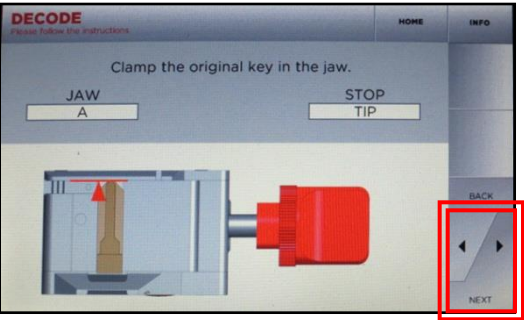 DECODE
Please follow the instructions
HOME
INFO
Clamp the original key in the jaw.
JAW
A
STOP
TIP
BACK
NEXT